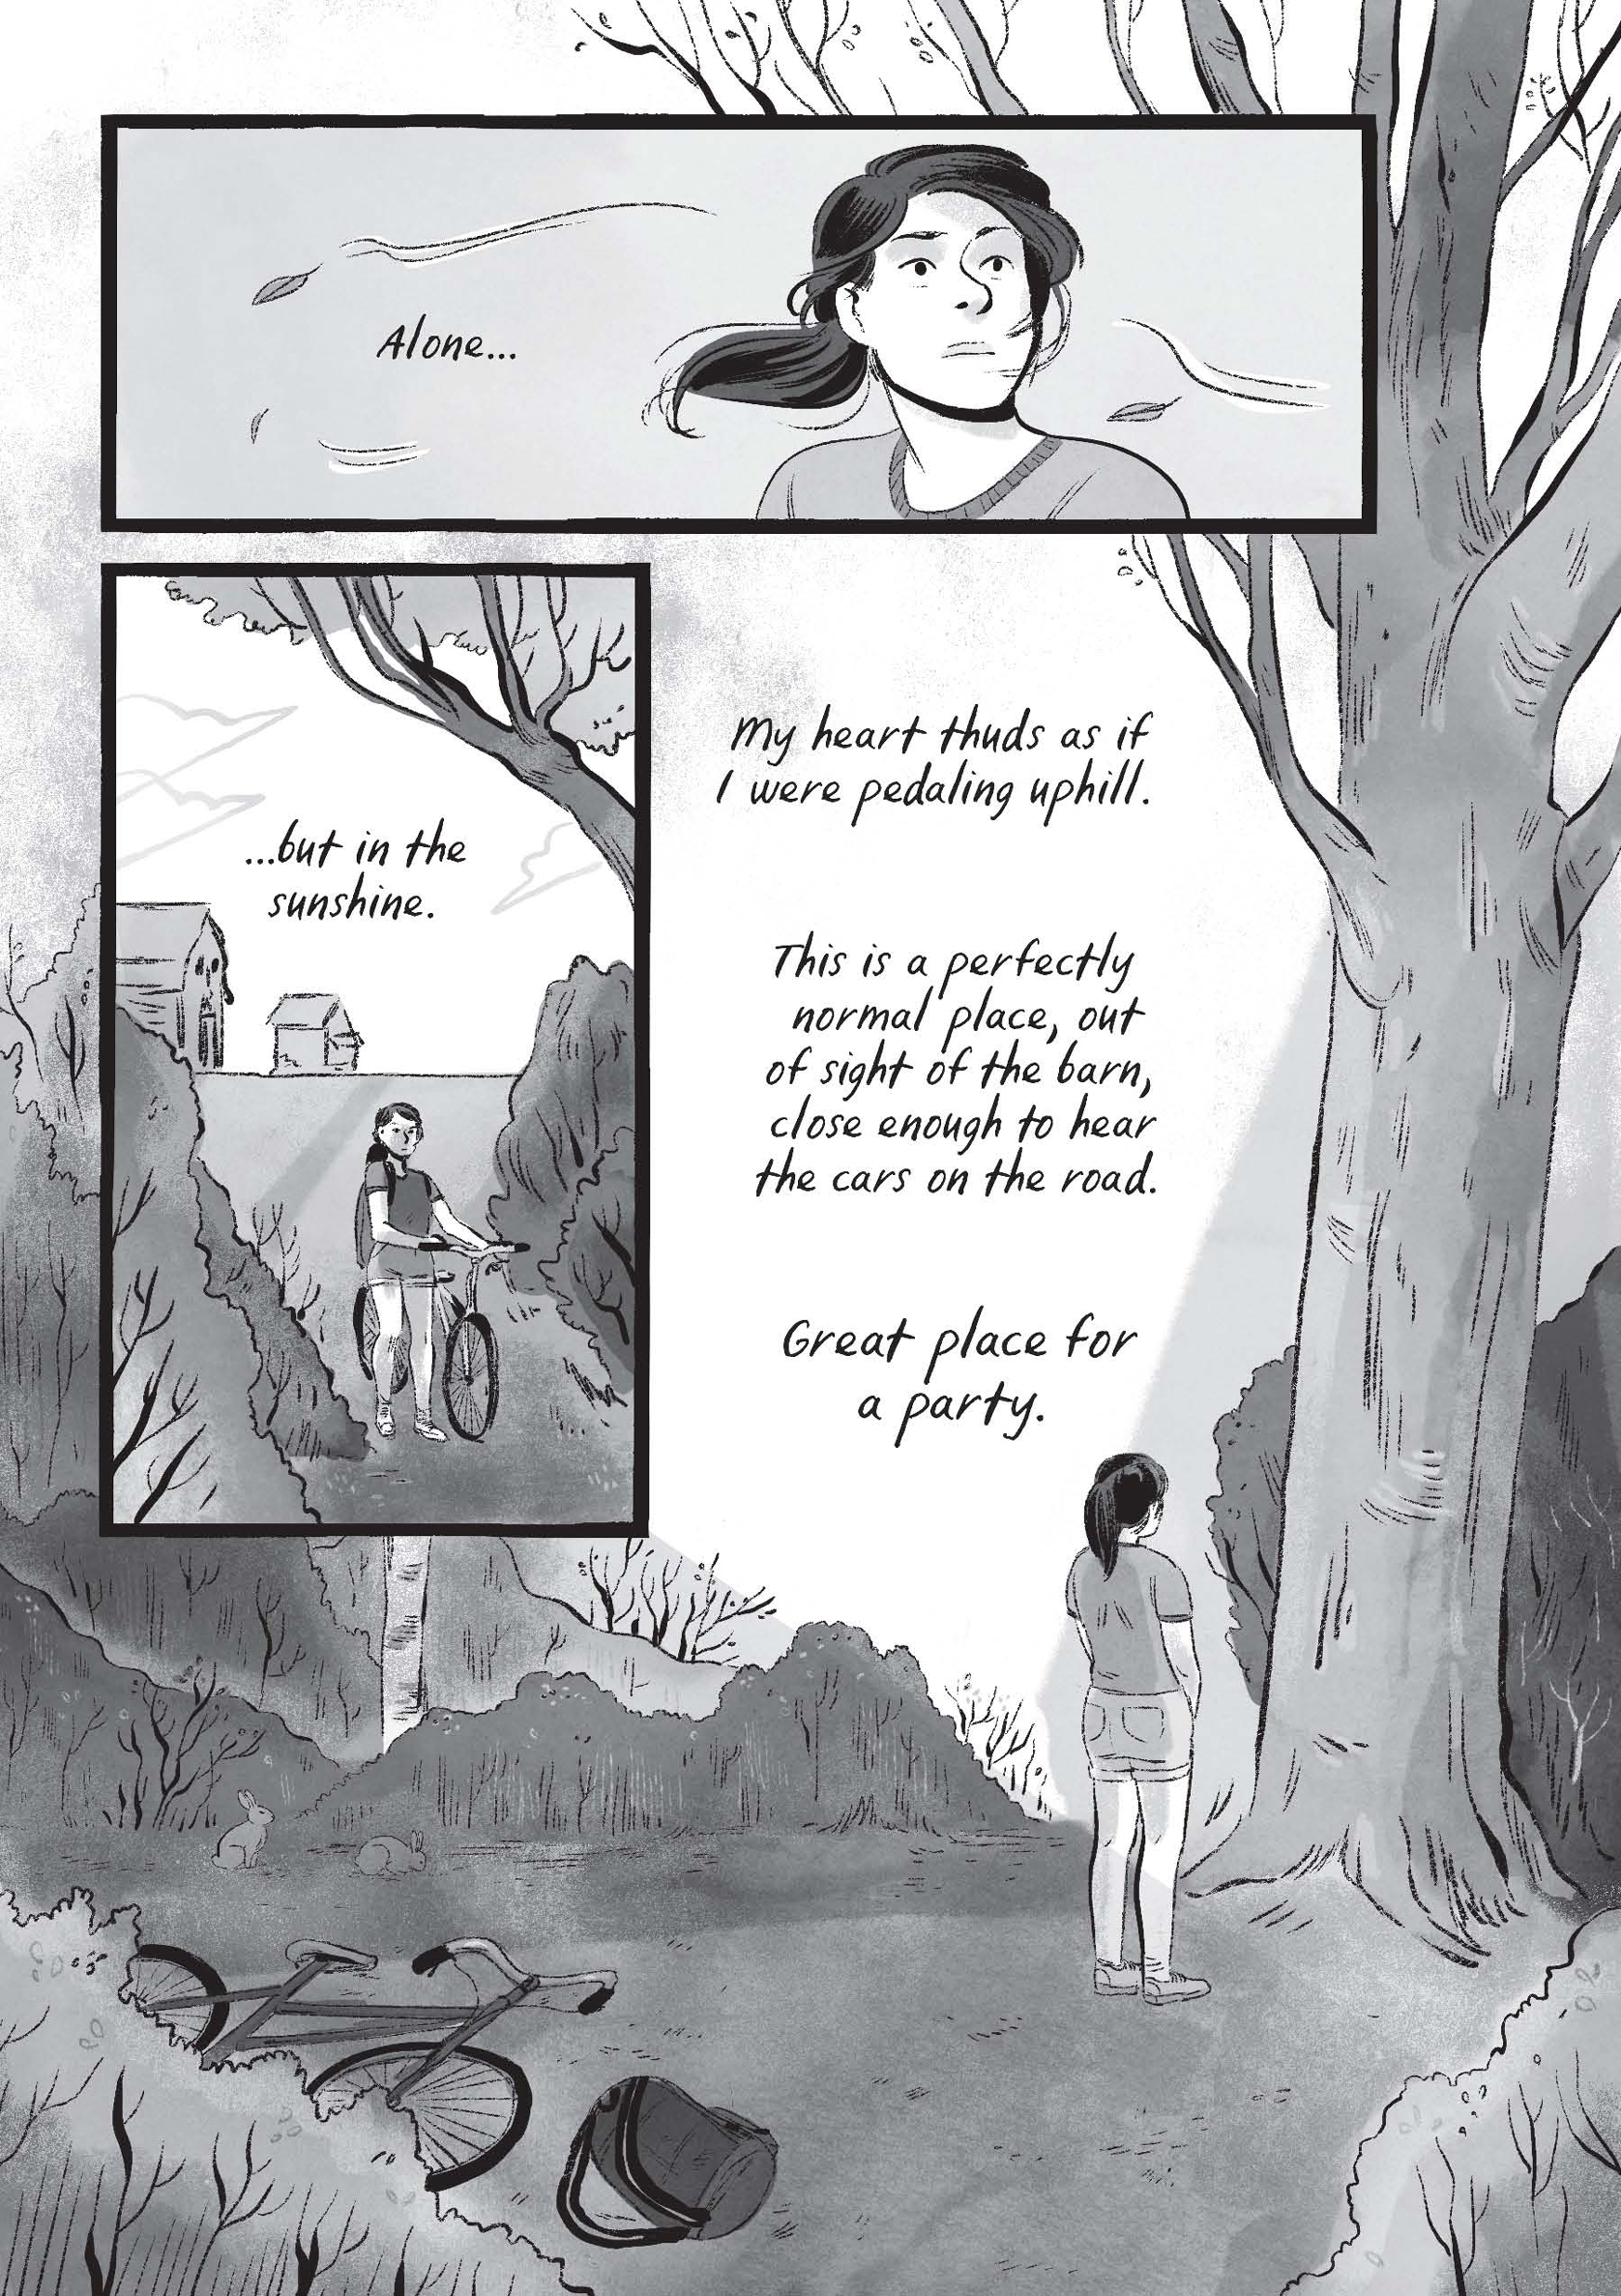 Alone...
...but in the
sunshine.
My heart thuds as if
I were pedaling uphill.
This is a perfectly
normal place, out
of sight of the barn,
close enough to hear
the cars on the road.
Great place for
a party.